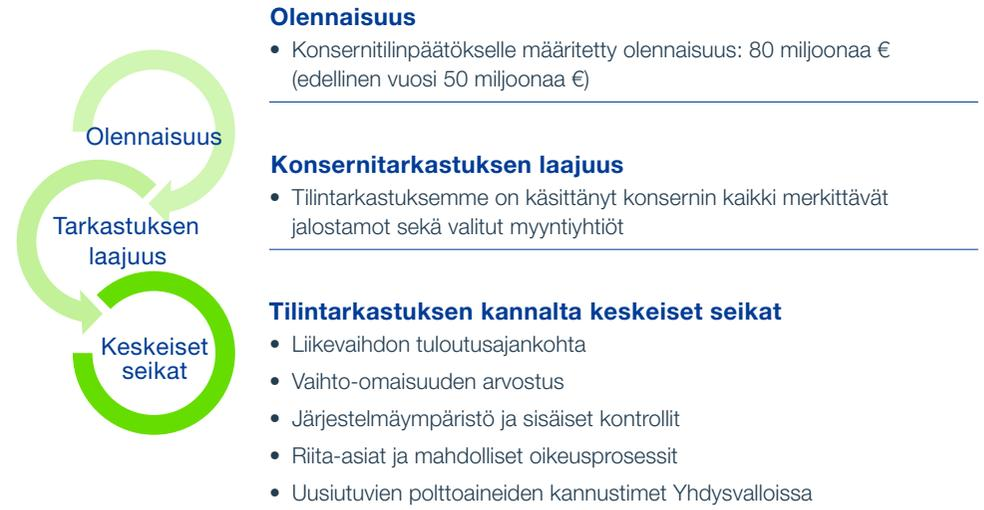 Olennaisuus
• Konsernitilinpäätökselle määritetty olennaisuus: 80 miljoonaa €
(edellinen vuosi 50 miljoonaa €)
Olennaisuus
Konsernitarkastuksen laajuus
• Tilintarkastuksemme on käsittänyt konsernin kaikki merkittävät
jalostamot sekä valitut myyntiyhtiöt
Tarkastuksen
laajuus
Tilintarkastuksen kannalta keskeiset seikat
• Liikevaihdon tuloutusajankohta
• Vaihto-omaisuuden arvostus
• Järjestelmäympäristö ja sisäiset kontrollit
• Riita-asiat ja mahdolliset oikeusprosessit
• Uusiutuvien polttoaineiden kannustimet Yhdysvalloissa
Keskeiset
seikat